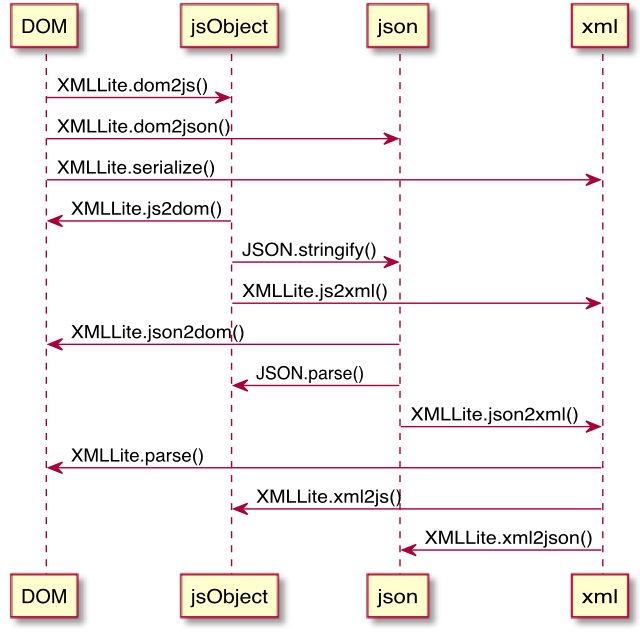 DOM jsObject json xml
XMLLite.dom2js()
XMLLite.dom2json()
XMLLite.serialize()
XMLLite.js2dom()
JSON.stringify()
XMLLite.js2xml()
XMLLite.json2dom()
JSON.parse()
XMLLite.json2xml()
XMLLite.parse()
XMLLite.xml2js()
XMLLite.xml2json()
DOM jsObject json xml